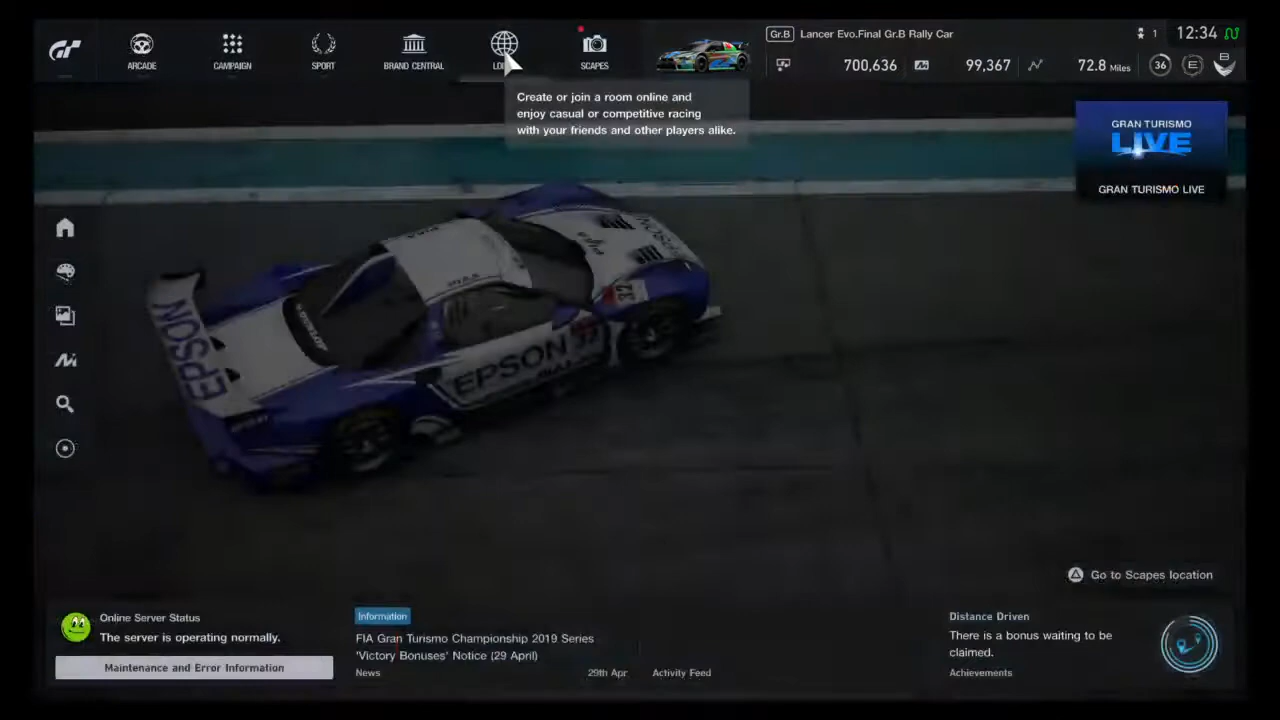 GT
ARCADE
CAMPAIGN
SPORT
BRAND CENTRAL
SCAPES
Gr.B Lancer Evo.Final Gr.B Rally Car
1 12:34
700,636
99,367
72.8 Miles
36 E B
Create or join a room online and
enjoy casual or competitive racing
with your friends and other players alike.
GRAN TURISMO
LIVE
GRAN TURISMO LIVE
EPSON
EPSON
32
EPSON 32
Go to Scapes location
Online Server Status
The server is operating normally.
Maintenance and Error Information
Information
FIA Gran Turismo Championship 2019 Series
'Victory Bonuses' Notice (29 April)
News 29th Apr Activity Feed
Distance Driven
There is a bonus waiting to be
claimed.
Achievements